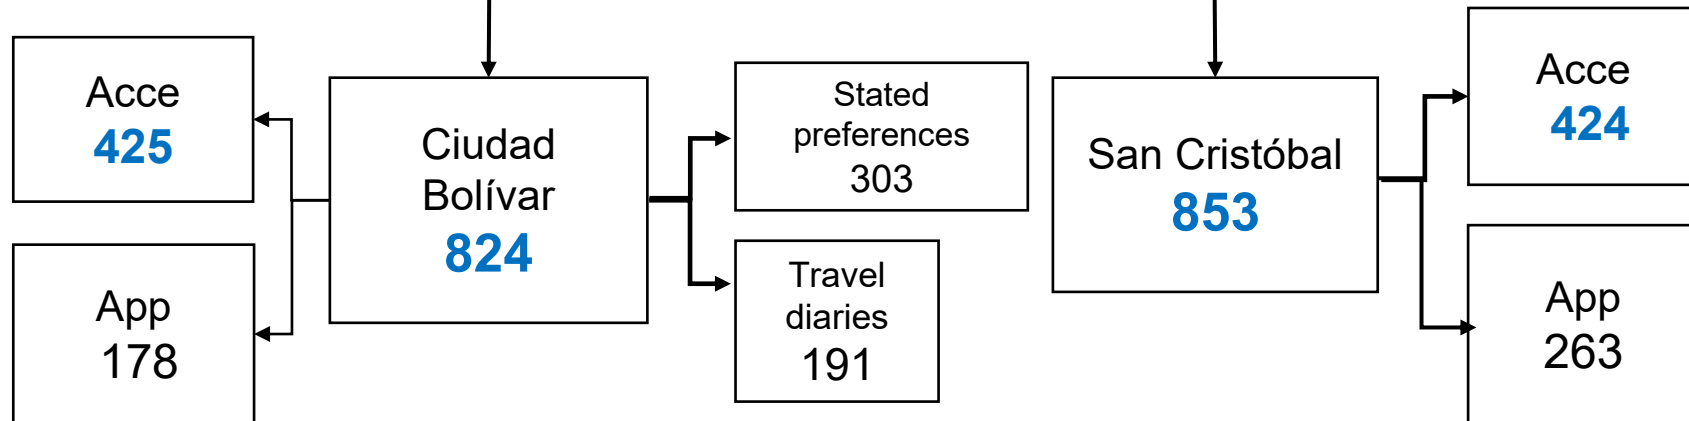 Acce
425
App
178
Ciudad
Bolívar
824
Stated
preferences
303
Travel
diaries
191
San Cristóbal
853
Acce
424
App
263